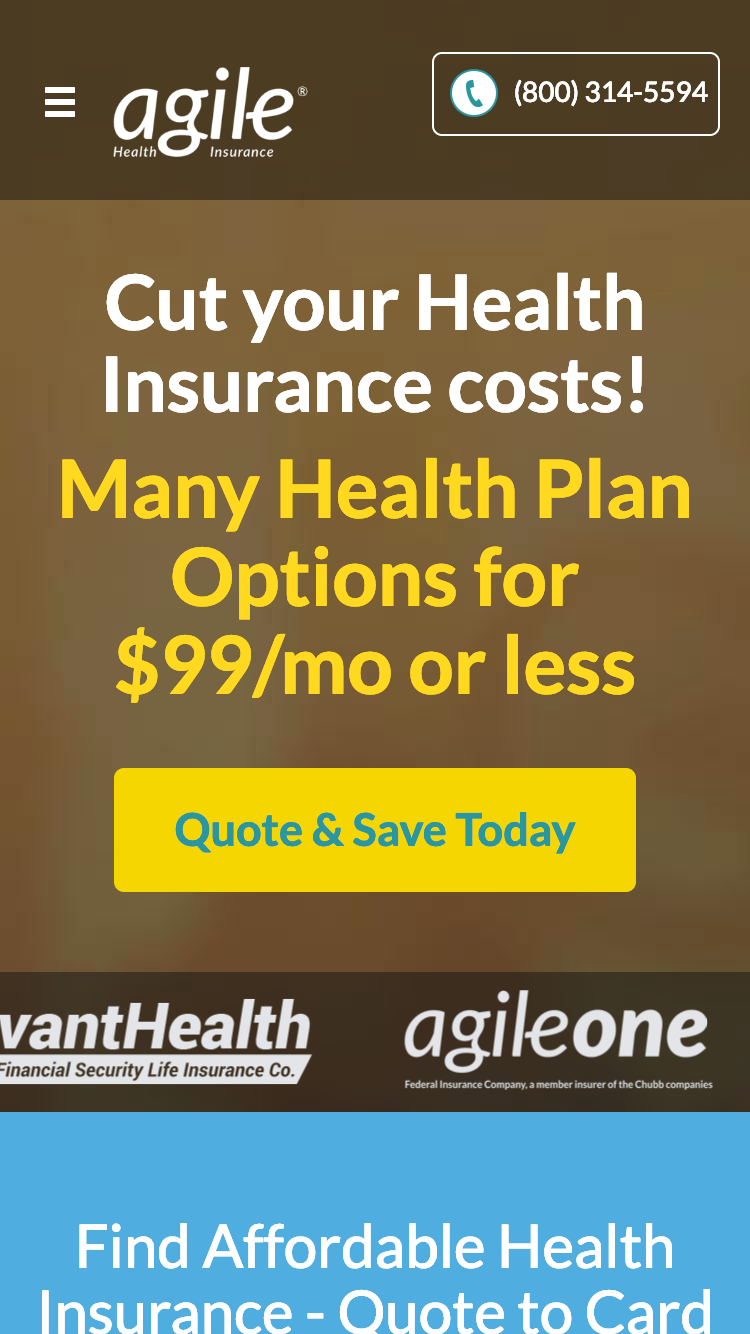 agile®
Health Insurance
(800) 314-5594
Cut your Health
Insurance costs!
Many Health Plan
Options for
$99/mo or less
Quote & Save Today
vantHealth
Financial Security Life Insurance Co.
agileone
Federal Insurance Company, a member insurer of the Chubb companies
Find Affordable Health
Insurance - Quote to Card